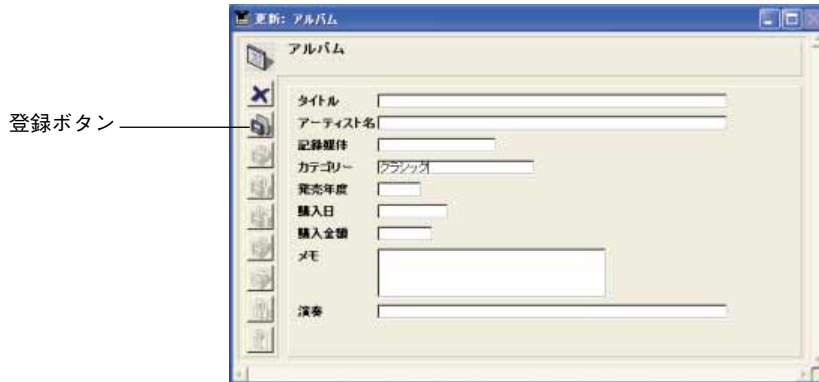 更新: アルバム
アルバム
登録ボタン
タイトル
アーティスト名
記録媒体
カテゴリー クラシック
発売年度
購入日
購入金額
メモ
演奏